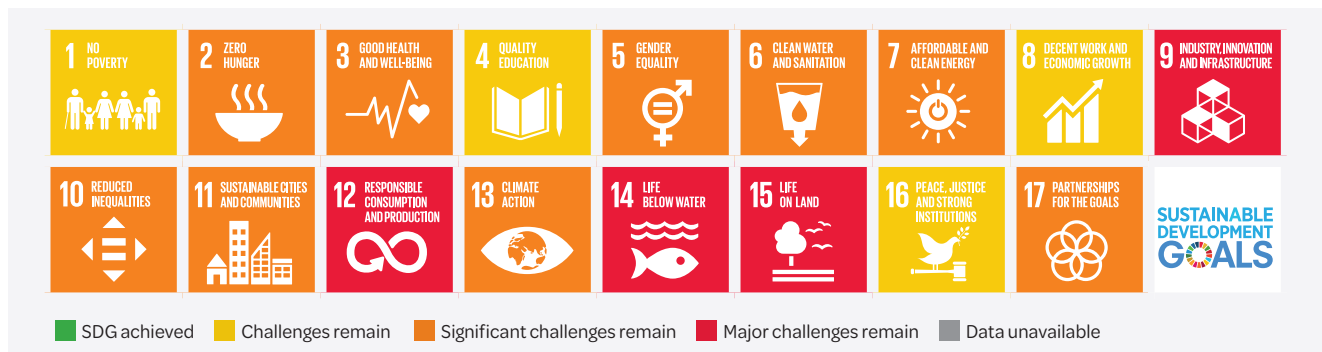 1 NO
POVERTY
2 ZERO
HUNGER
3 GOOD HEALTH
AND WELL-BEING
4 QUALITY
EDUCATION
5 GENDER
EQUALITY
6 CLEAN WATER
AND SANITATION
7 AFFORDABLE AND
CLEAN ENERGY
8 DECENT WORK AND
ECONOMIC GROWTH
9 INDUSTRY, INNOVATION
AND INFRASTRUCTURE
10 REDUCED
INEQUALITIES
11 SUSTAINABLE CITIES
AND COMMUNITIES
12 RESPONSIBLE
CONSUMPTION
AND PRODUCTION
13 CLIMATE
ACTION
14 LIFE
BELOW WATER
15 LIFE
ON LAND
16 PEACE, JUSTICE
AND STRONG
INSTITUTIONS
17 PARTNERSHIPS
FOR THE GOALS
SUSTAINABLE
DEVELOPMENT
GOALS
SDG achieved Challenges remain Significant challenges remain Major challenges remain Data unavailable